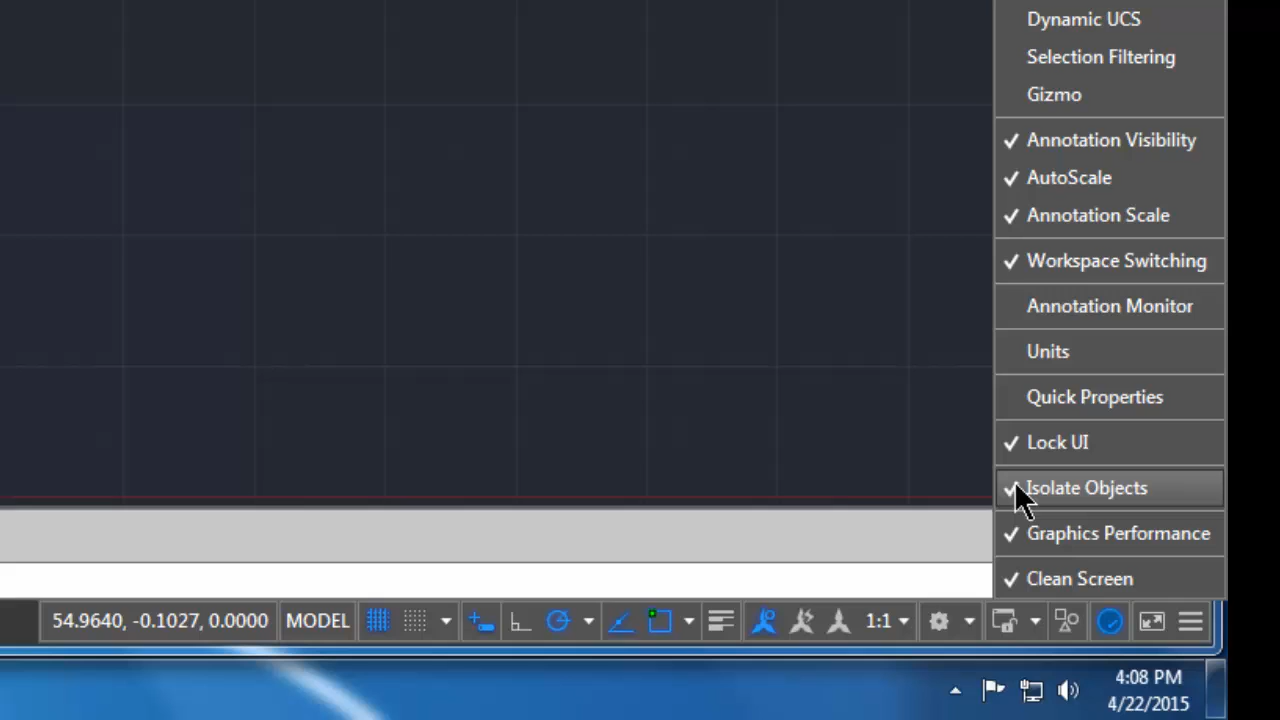 Dynamic UCS
Selection Filtering
Gizmo
Annotation Visibility
AutoScale
Annotation Scale
Workspace Switching
Annotation Monitor
Units
Quick Properties
Lock UI
Isolate Objects
Graphics Performance
Clean Screen
54.9640, -0.1027, 0.0000 MODEL 1:1
4:08 PM
4/22/2015